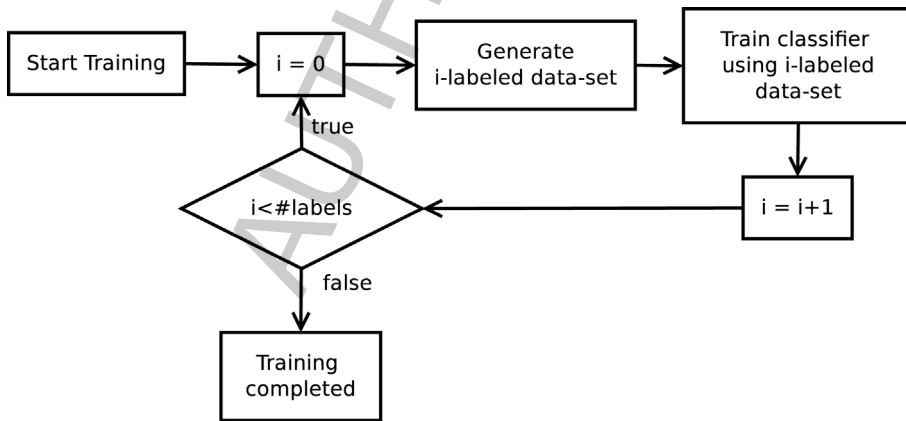 Start Training
i = 0
Generate
i-labeled data-set
Train classifier
using i-labeled
data-set
i = i+1
i<#labels
true
false
Training
completed
AUTH